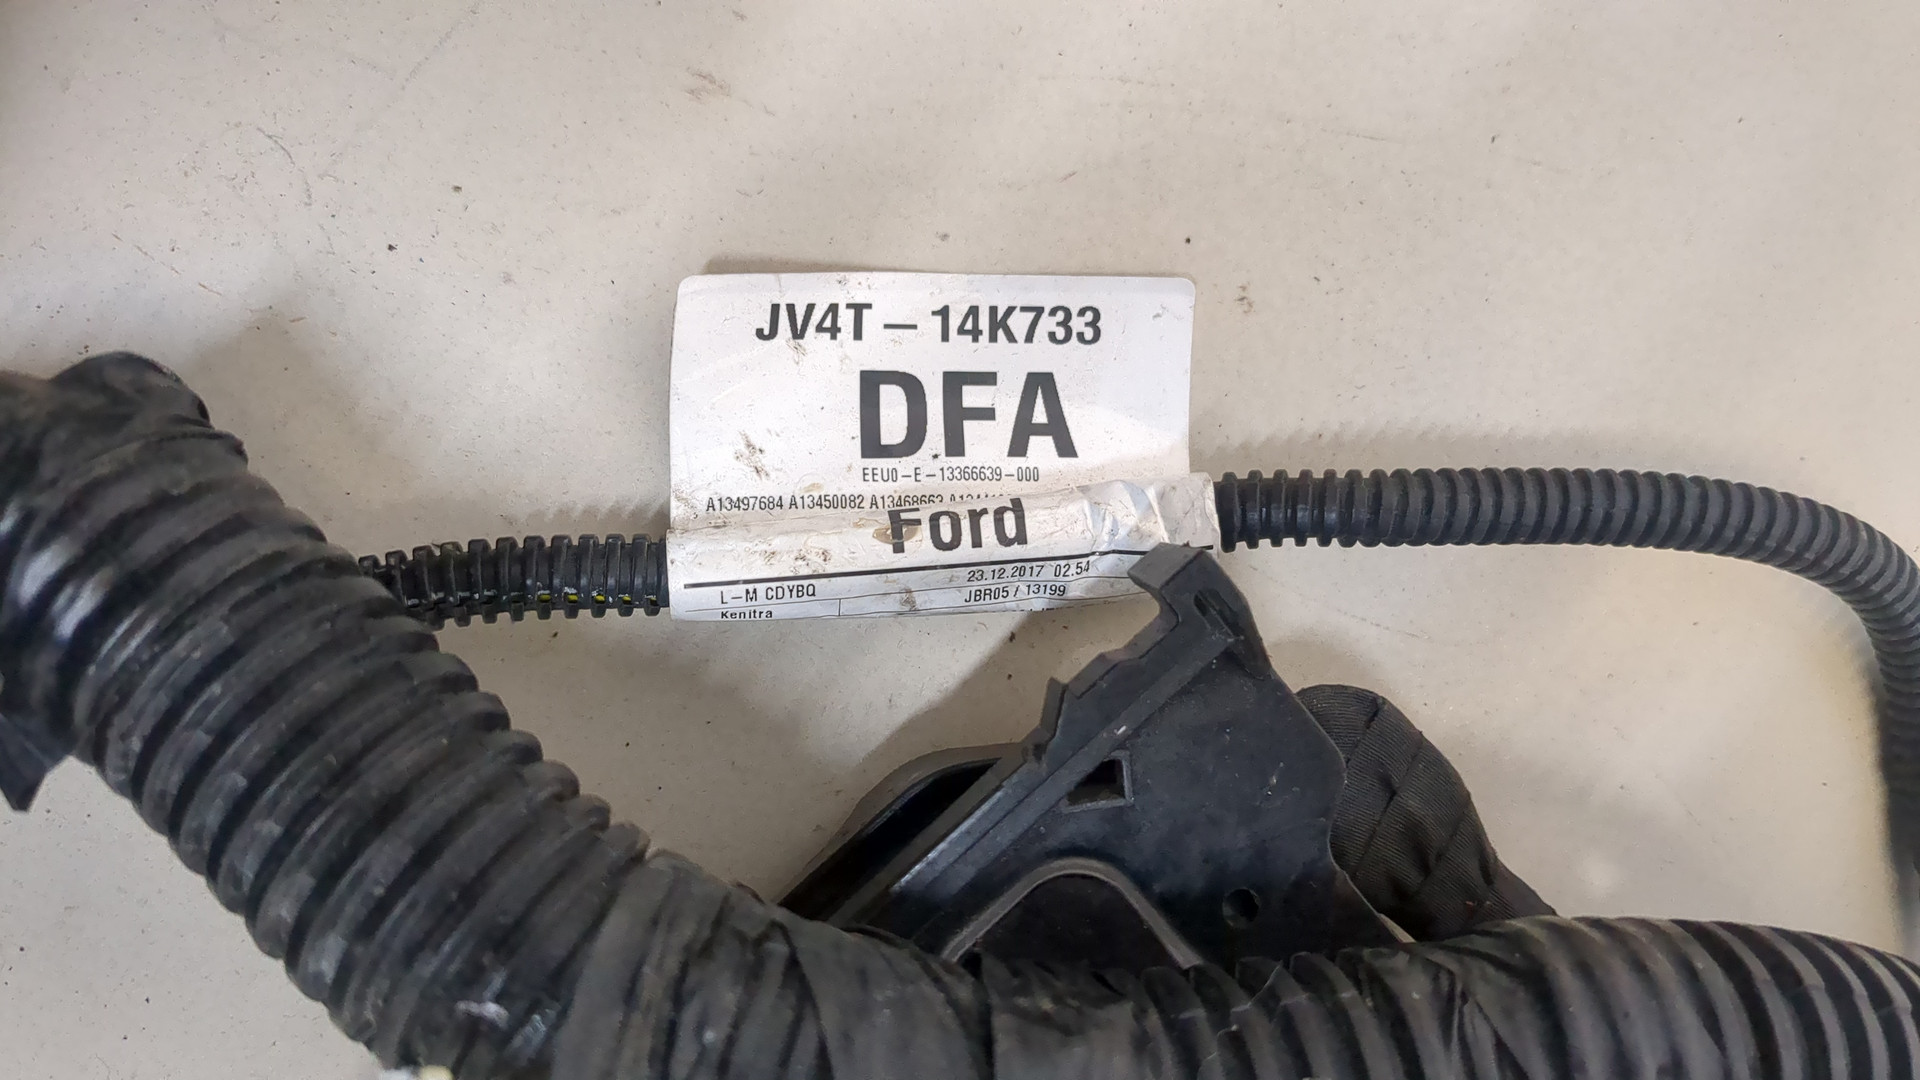 JV4T – 14K733
DFA
EEU0-E-13366639-000
A13497684 A13450082 A13468663
Ford
23.12.2017 02.54
L-M CDYBQ
JBR05 / 13199
Kenitra